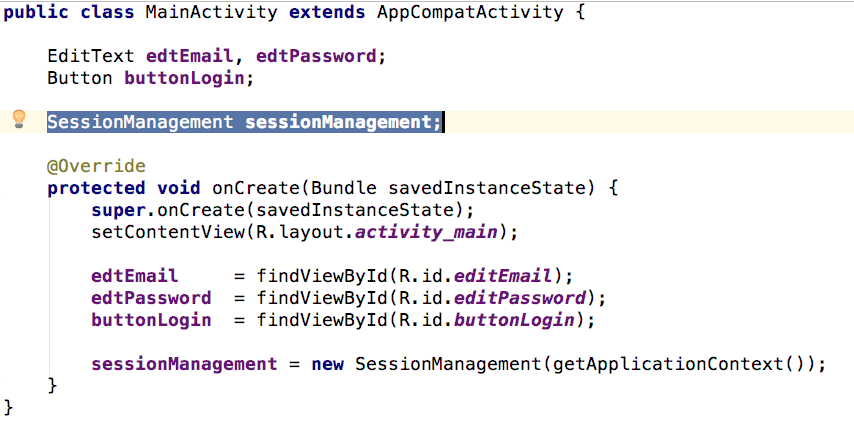 public class MainActivity extends AppCompatActivity {
EditText edtEmail, edtPassword;
Button buttonLogin;
SessionManagement sessionManagement;
@Override
protected void onCreate(Bundle savedInstanceState) {
super.onCreate(savedInstanceState);
setContentView(R.layout.activity_main);
edtEmail = findViewById(R.id.editEmail);
edtPassword = findViewById(R.id.editPassword);
buttonLogin = findViewById(R.id.buttonLogin);
sessionManagement = new SessionManagement(getApplicationContext());
}
}